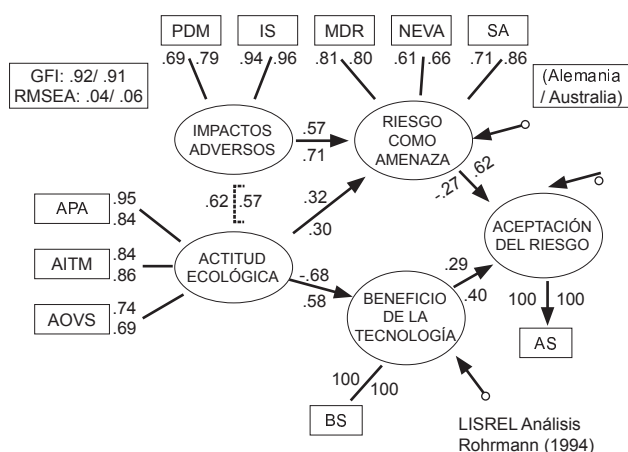 PDM IS MDR NEVA SA
.69 .79 .94 .96 .81 .80 .61 .66 .71 .86
GFI: .92/ .91
RMSEA: .04/ .06
(Alemania
/ Australia)
IMPACTOS
ADVERSOS
.57
.71
RIESGO
COMO
AMENAZA
.62 .57
.32
.30
-.27 .62
APA
.95
.84
AITM
.84
.86
AOVS
.74
.69
ACTITUD
ECOLÓGICA
-.68
.58
BENEFICIO
DE LA
TECNOLOGÍA
.29
.40
ACEPTACIÓN
DEL RIESGO
100 100
AS
100 100
BS
LISREL Análisis
Rohrmann (1994)